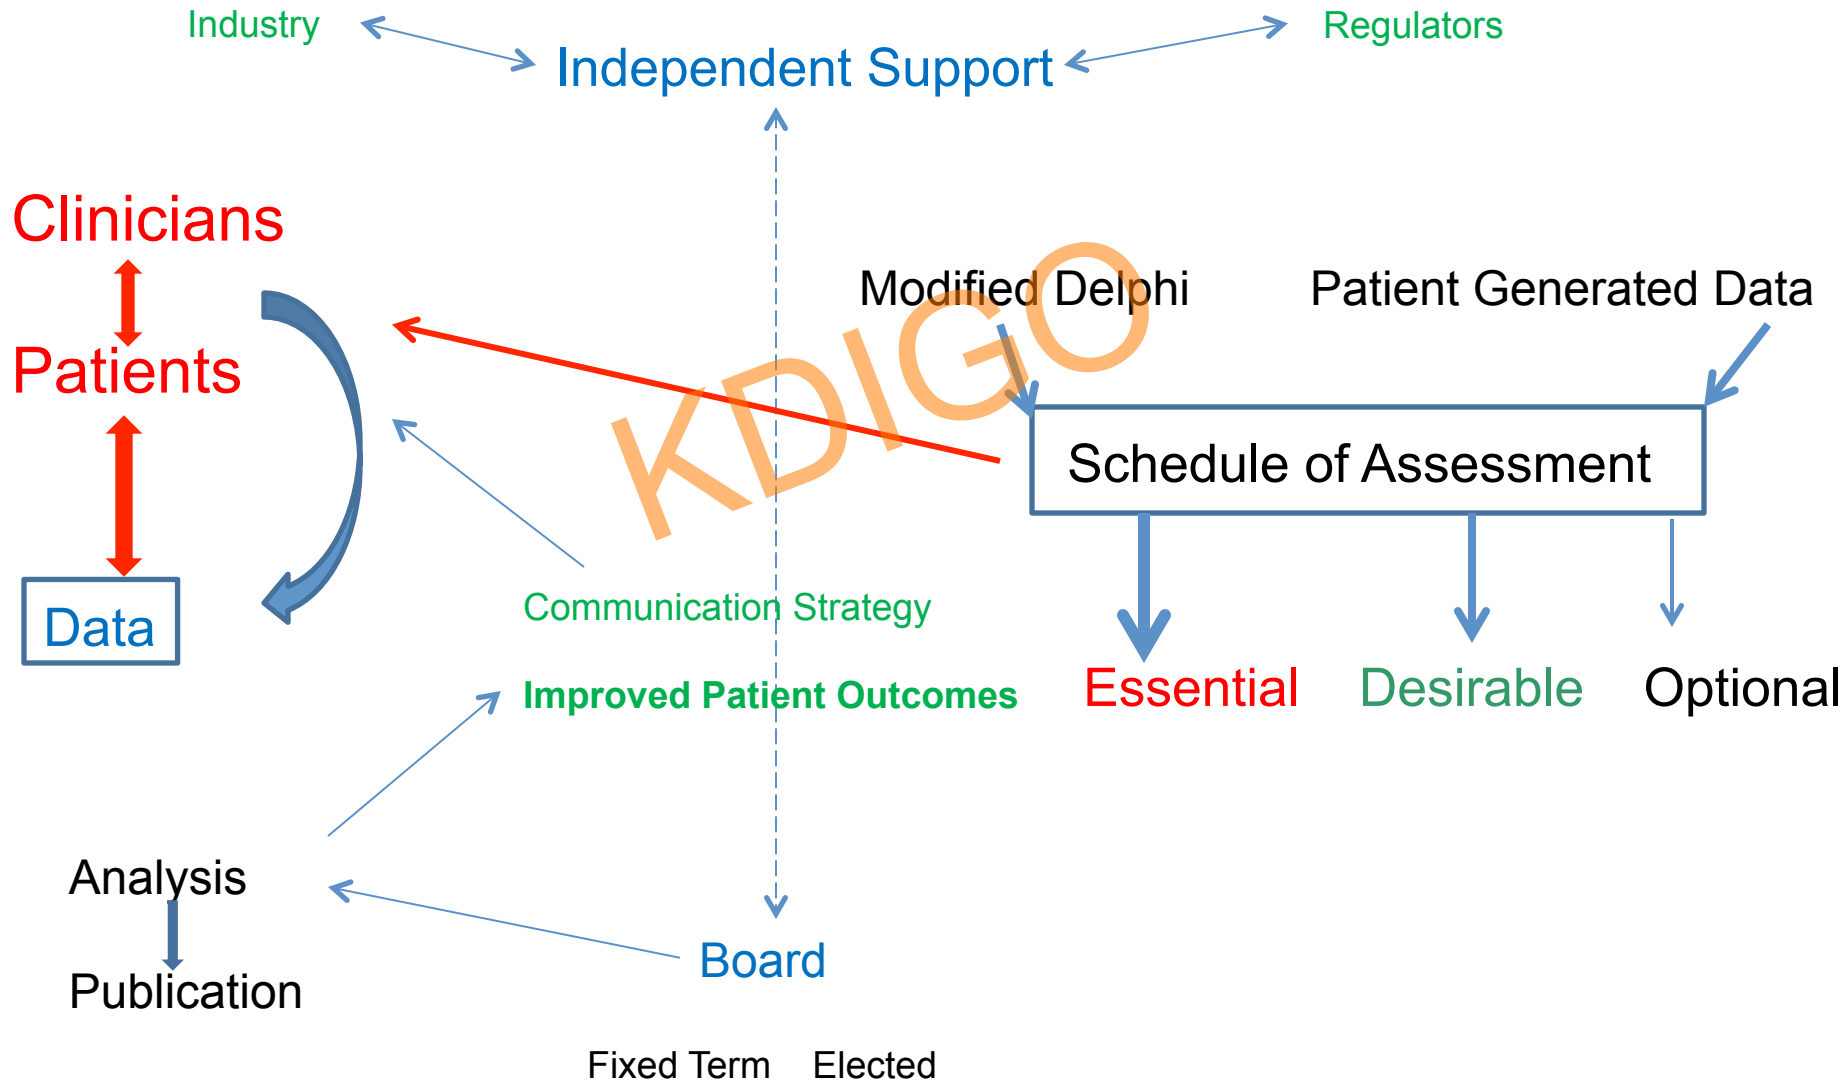 Industry
Regulators
Independent Support
Clinicians
Modified Delphi
Patient Generated Data
Patients
KDIGO
Schedule of Assessment
Data
Communication Strategy
Improved Patient Outcomes
Essential
Desirable
Optional
Analysis
Board
Publication
Fixed Term
Elected